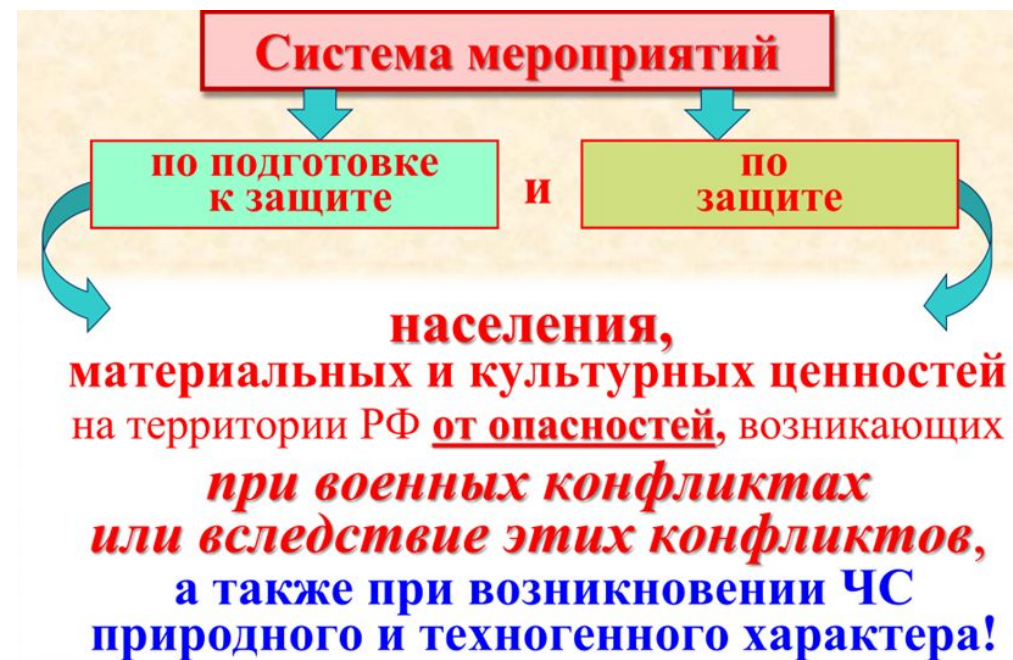 Система мероприятий
по подготовке
к защите
и
по
защите
населения,
материальных и культурных ценностей
на территории РФ от опасностей, возникающих
при военных конфликтах
или вследствие этих конфликтов,
а также при возникновении ЧС
природного и техногенного характера!